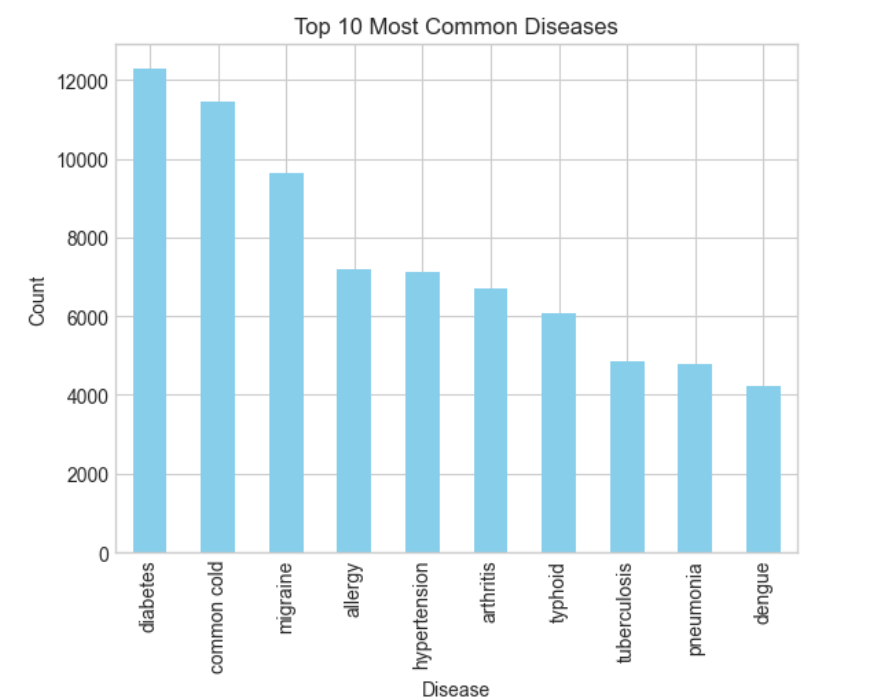 Top 10 Most Common Diseases
Count
12000
10000
8000
6000
4000
2000
0
diabetes
common cold
migraine
allergy
hypertension
arthritis
typhoid
tuberculosis
pneumonia
dengue
Disease